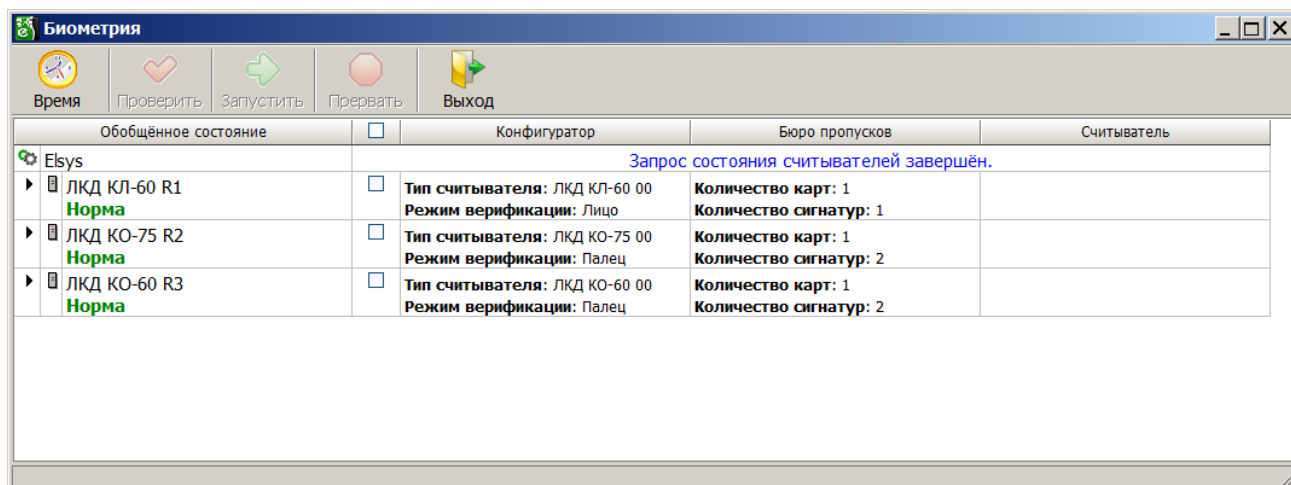 Биометрия
Время Проверить Запустить Прервать Выход
Обобщённое состояние Конфигуратор Бюро пропусков Считыватель
Elsys Запрос состояния считывателей завершён.
ЛКД КЛ-60 R1 Тип считывателя: ЛКД КЛ-60 00 Количество карт: 1
Норма Режим верификации: Лицо Количество сигнатур: 1
ЛКД КО-75 R2 Тип считывателя: ЛКД КО-75 00 Количество карт: 1
Норма Режим верификации: Палец Количество сигнатур: 2
ЛКД КО-60 R3 Тип считывателя: ЛКД КО-60 00 Количество карт: 1
Норма Режим верификации: Палец Количество сигнатур: 2